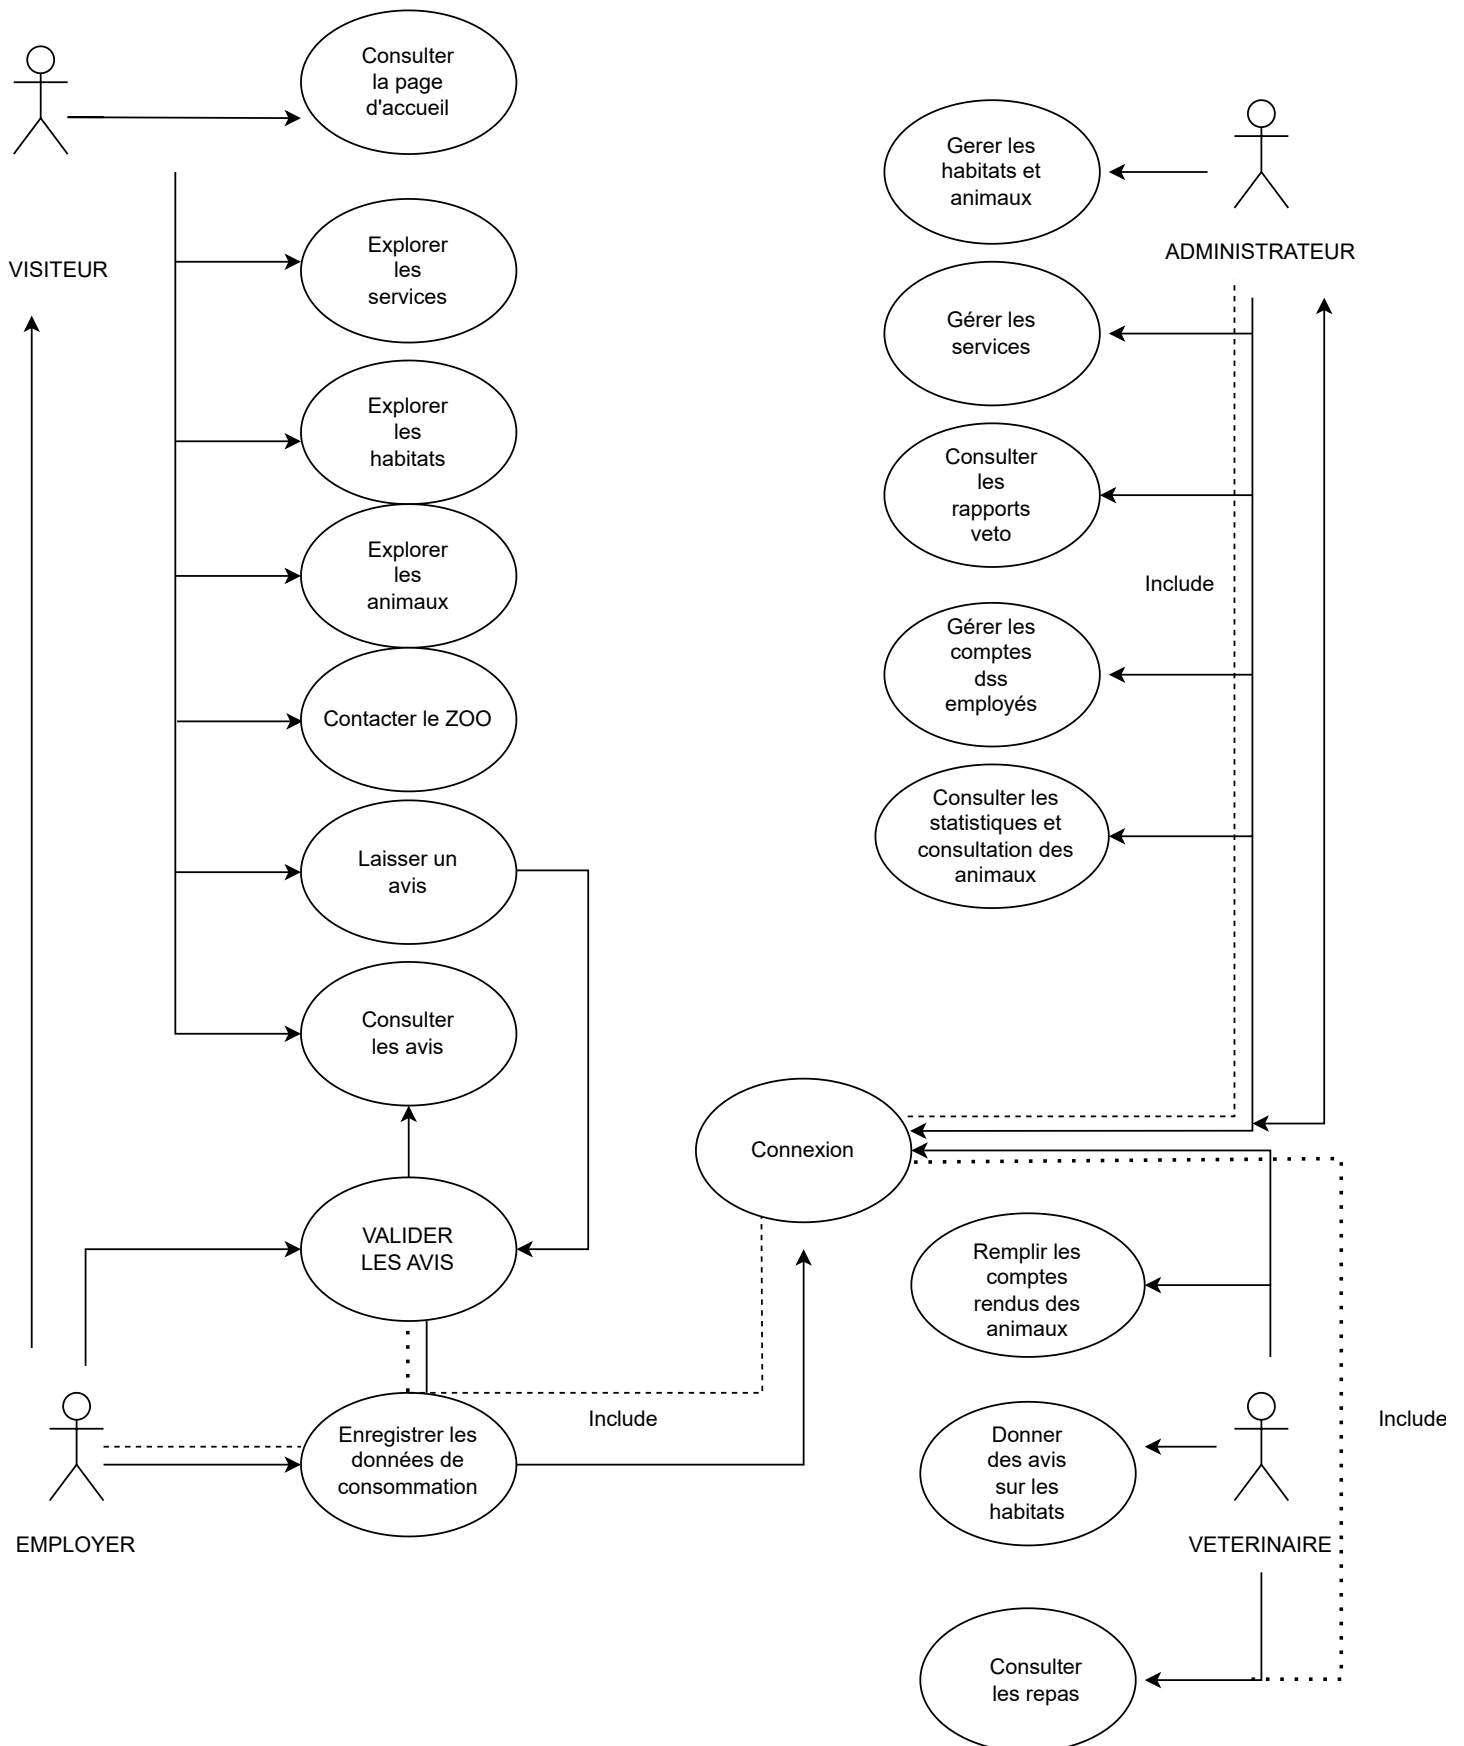 Consulter
la page
d'accueil
VISITEUR
Explorer
les
services
Explorer
les
habitats
Explorer
les
animaux
Contacter le ZOO
Laisser un
avis
Consulter
les avis
VALIDER
LES AVIS
Enregistrer les
données de
consommation
EMPLOYER
Include
Connexion
Gerer les
habitats et
animaux
ADMINISTRATEUR
Gérer les
services
Consulter
les
rapports
veto
Include
Gérer les
comptes
dss
employés
Consulter les
statistiques et
consultation des
animaux
Remplir les
comptes
rendus des
animaux
Donner
des avis
sur les
habitats
VETERINAIRE
Include
Consulter
les repas